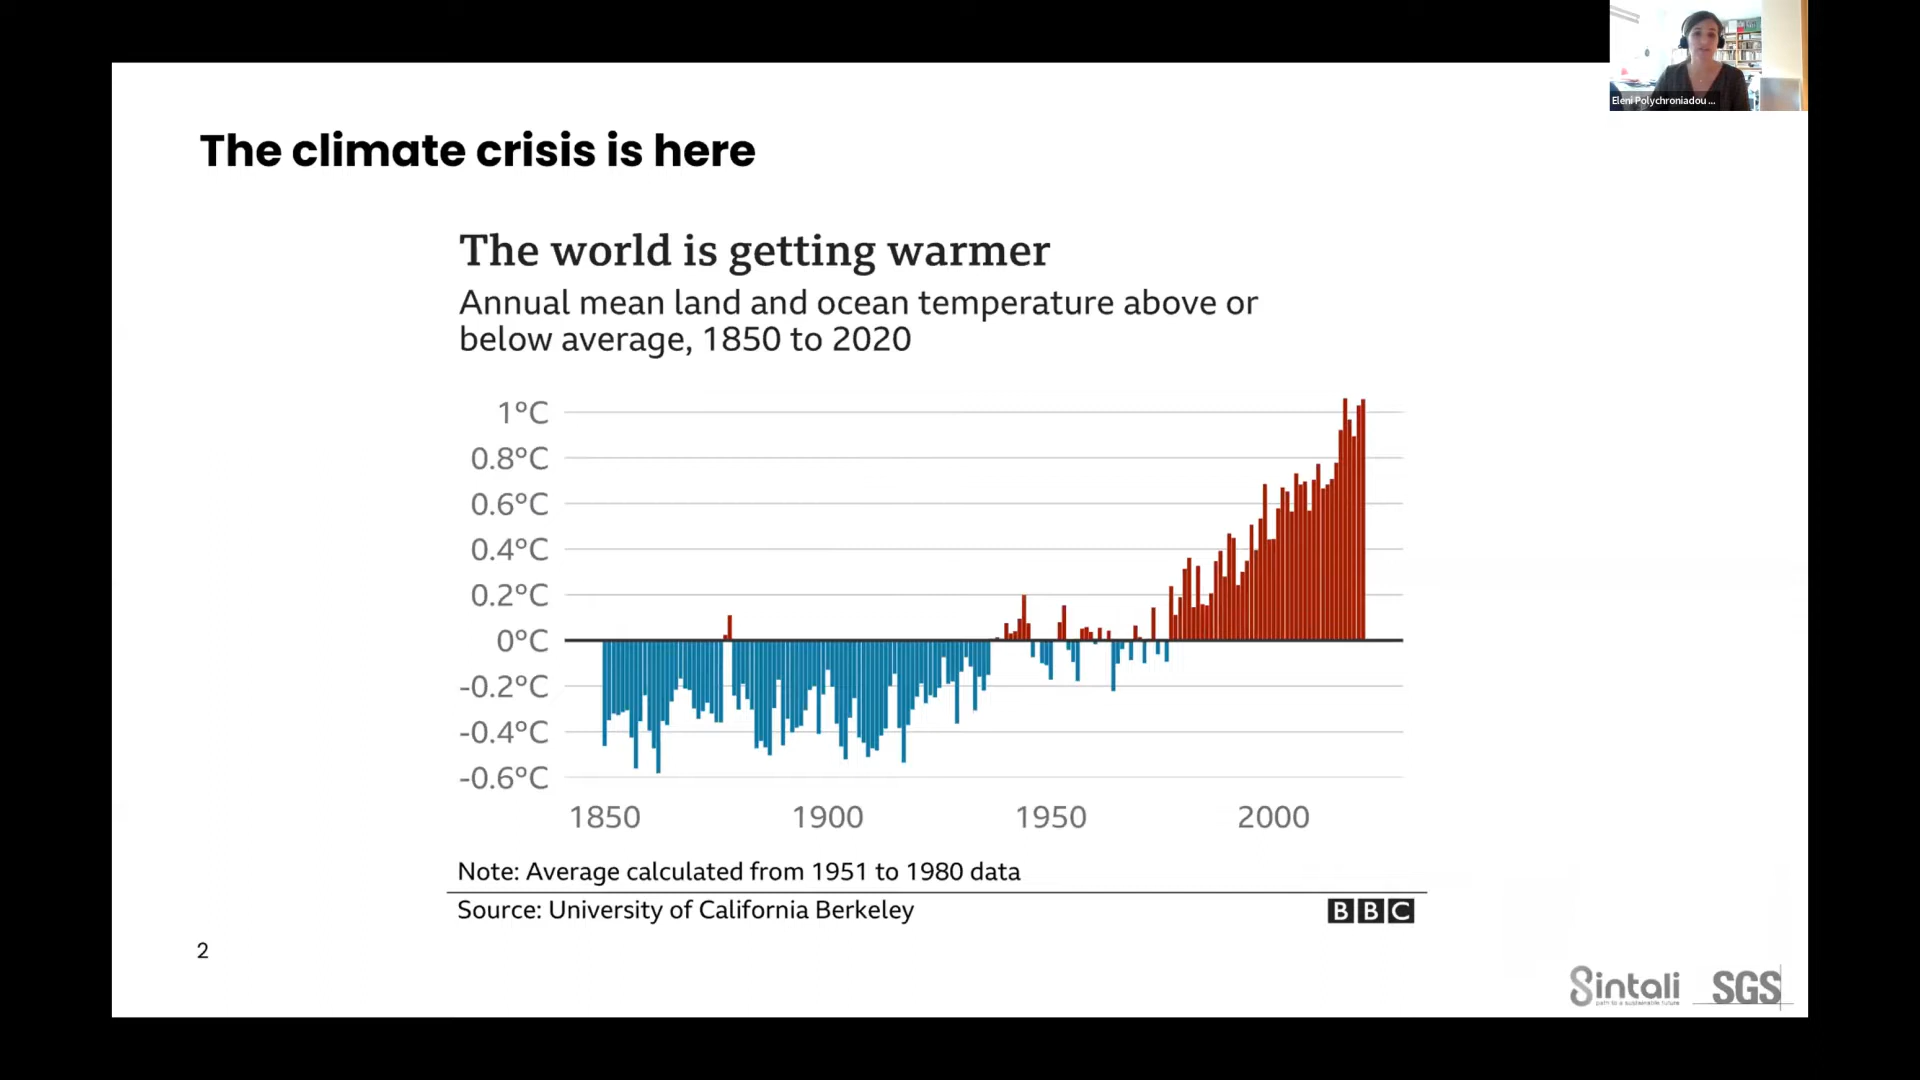 Eleni Polychroniadou ...
The climate crisis is here
The world is getting warmer
Annual mean land and ocean temperature above or
below average, 1850 to 2020
1°C
0.8°C
0.6°C
0.4°C
0.2°C
0°C
-0.2°C
-0.4°C
-0.6°C
1850 1900 1950 2000
Note: Average calculated from 1951 to 1980 data
Source: University of California Berkeley
BBC
2
Sintali
path to a sustainable future
SGS